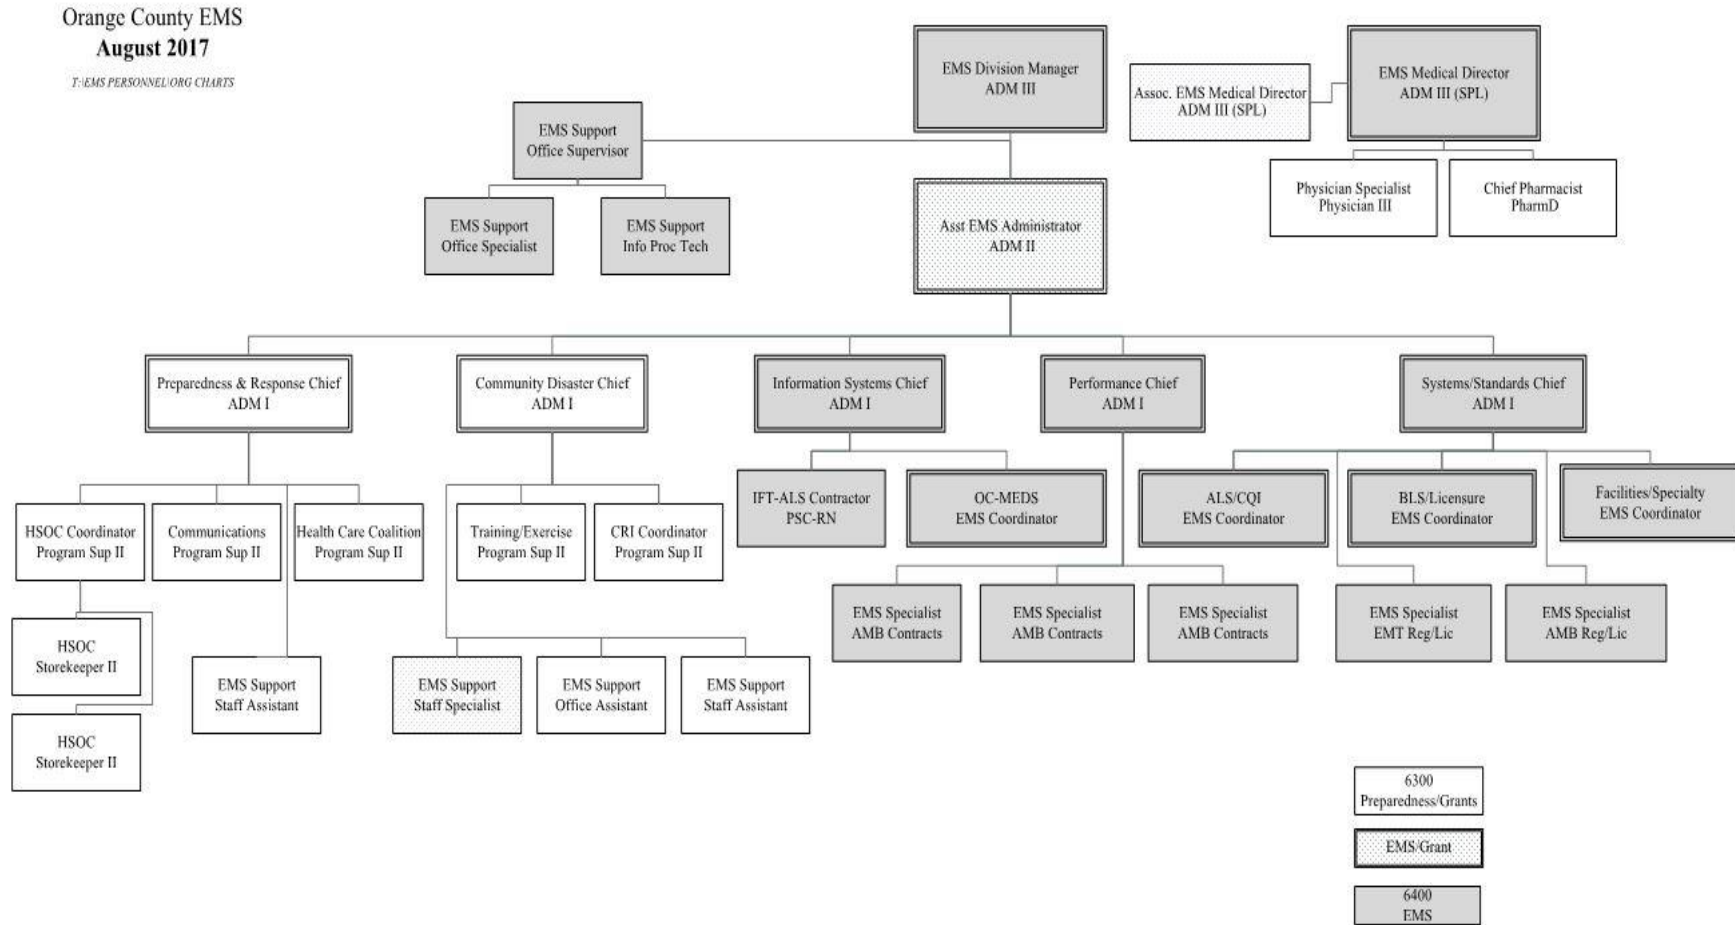 Orange County EMS
August 2017
T:\EMS PERSONNEL\ORG CHARTS
EMS Division Manager
ADM III
Assoc. EMS Medical Director
ADM III (SPL)
EMS Medical Director
ADM III (SPL)
EMS Support
Office Supervisor
Physician Specialist
Physician III
Chief Pharmacist
PharmD
EMS Support
Office Specialist
EMS Support
Info Proc Tech
Asst EMS Administrator
ADM II
Preparedness & Response Chief
ADM I
Community Disaster Chief
ADM I
Information Systems Chief
ADM I
Performance Chief
ADM I
Systems/Standards Chief
ADM I
HSOC Coordinator
Program Sup II
Communications
Program Sup II
Health Care Coalition
Program Sup II
Training/Exercise
Program Sup II
CRI Coordinator
Program Sup II
IFT-ALS Contractor
PSC-RN
OC-MEDS
EMS Coordinator
ALS/CQI
EMS Coordinator
BLS/Licensure
EMS Coordinator
Facilities/Specialty
EMS Coordinator
EMS Specialist
AMB Contracts
EMS Specialist
AMB Contracts
EMS Specialist
AMB Contracts
EMS Specialist
EMT Reg/Lic
EMS Specialist
AMB Reg/Lic
HSOC
Storekeeper II
EMS Support
Staff Assistant
EMS Support
Staff Specialist
EMS Support
Office Assistant
EMS Support
Staff Assistant
HSOC
Storekeeper II
6300
Preparedness/Grants
EMS/Grant
6400
EMS